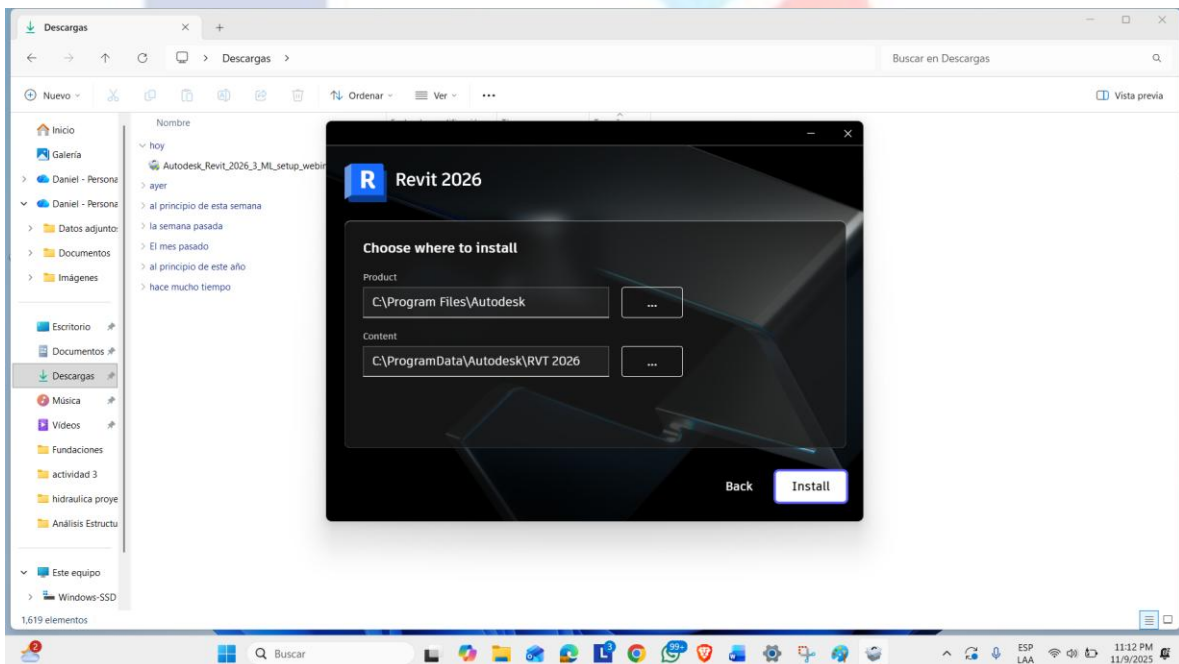 Descargas
Descargas
Buscar en Descargas
Nuevo
Ordenar
Ver
Vista previa
Inicio
Galería
Daniel - Persona
Daniel - Persona
Datos adjunto
Documentos
Imágenes
Escritorio
Documentos
Descargas
Música
Vídeos
Fundaciones
actividad 3
hidraulica proye
Análisis Estructu
Este equipo
Windows-SSD
1,619 elementos
Nombre
hoy
Autodesk_Revit_2026_3_ML_setup_webin
ayer
al principio de esta semana
la semana pasada
El mes pasado
al principio de este año
hace mucho tiempo
R Revit 2026
Choose where to install
Product
C:\Program Files\Autodesk
...
Content
C:\ProgramData\Autodesk\RVT 2026
...
Back
Install
2
Buscar
L 3
99+
ESP
LAA
11:12 PM
11/9/2025